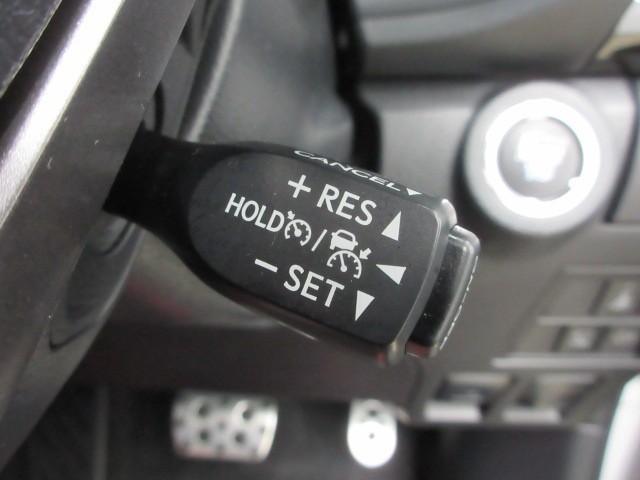 CANCEL
+ RES
HOLD /
- SET